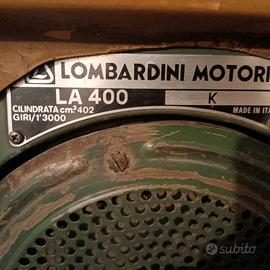 LOMBARDINI MOTORI
LA 400 K
CILINDRATA cm³ 402
GIRI/1' 3000
MADE IN ITA
subito